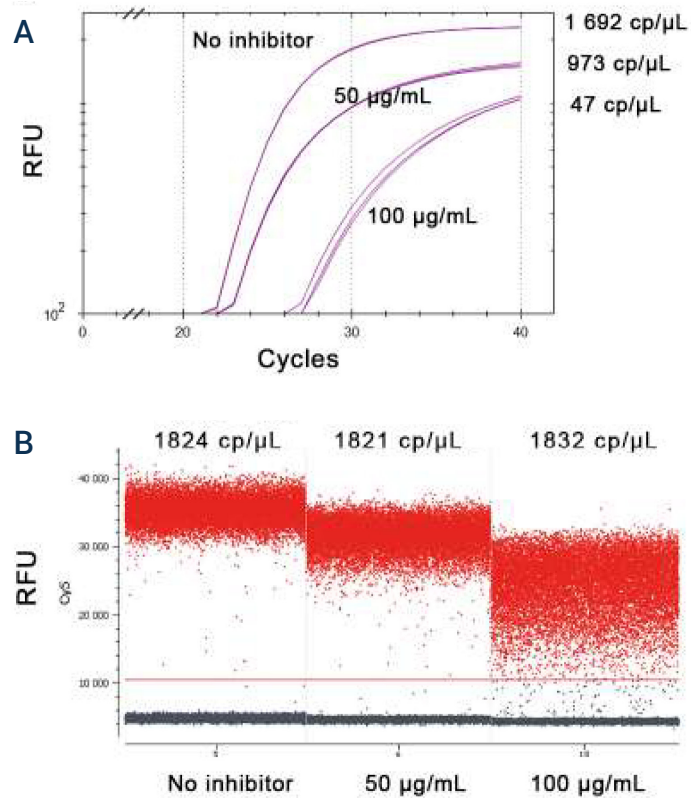 A
1 692 cp/µL
No inhibitor
973 cp/µL
50 µg/mL
47 cp/µL
RFU
100 µg/mL
10²
0
20
30
40
Cycles
B
1824 cp/µL
1821 cp/µL
1832 cp/µL
40 000
30 000
RFU
Cy5
20 000
10 000
No inhibitor
50 µg/mL
100 µg/mL